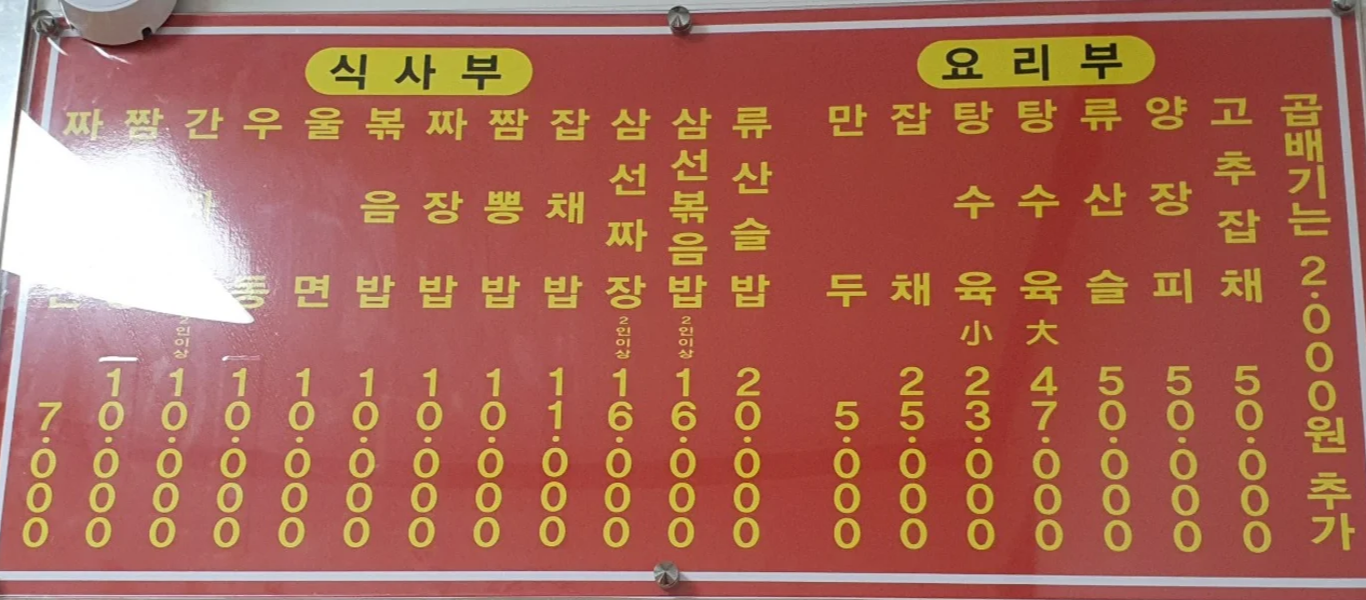 식사부
짜 면 7.000
짬 10.000
간짜 2인이상 10.000
우동 10.000
울면 10.000
볶음밥 10.000
짜장밥 10.000
짬뽕밥 10.000
잡채밥 11.000
삼선짜장 2인이상 16.000
삼선볶음밥 2인이상 16.000
류산슬밥 20.000
요리부
만두 5.000
잡채 25.000
탕수육 小 23.000
탕수육 大 47.000
류산슬 50.000
양장피 50.000
고추잡채 50.000
곱배기는 2.000원 추가